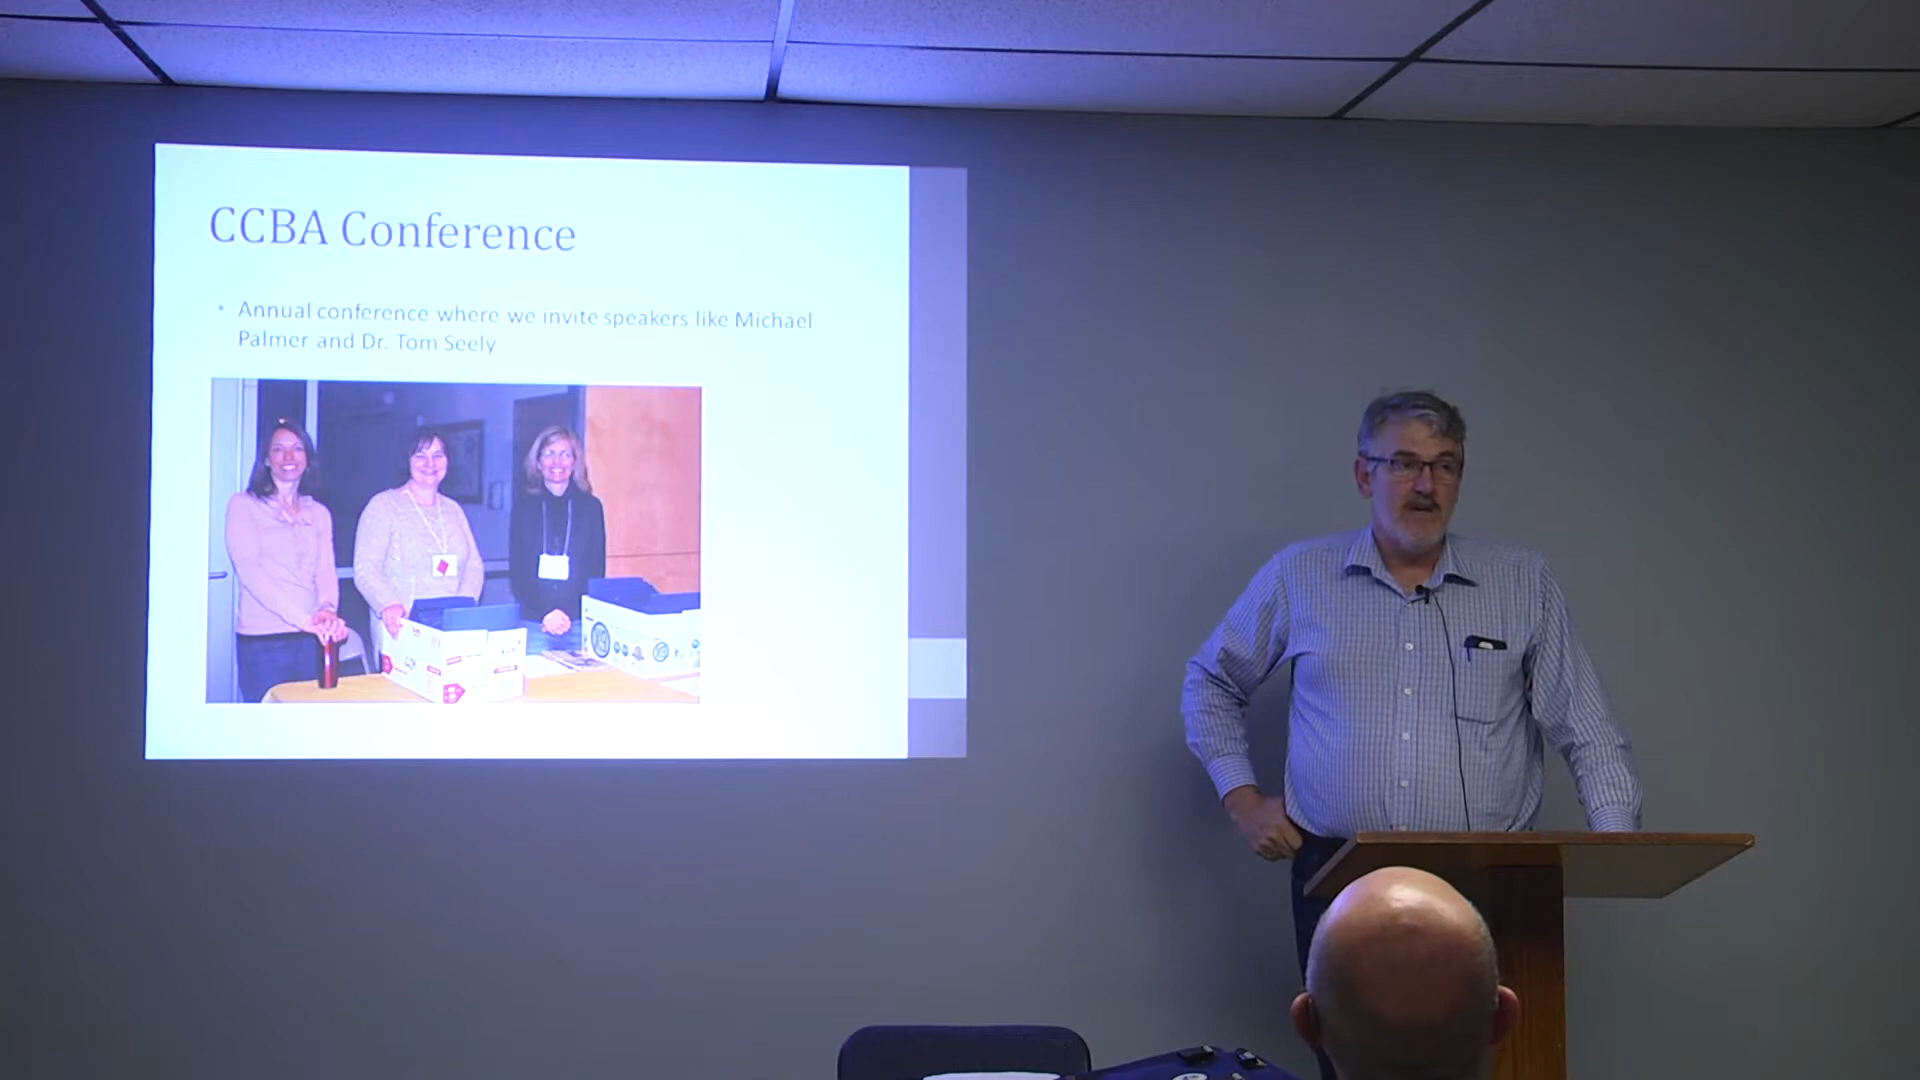 CCBA Conference
• Annual conference where we invite speakers like Michael
Palmer and Dr. Tom Seely